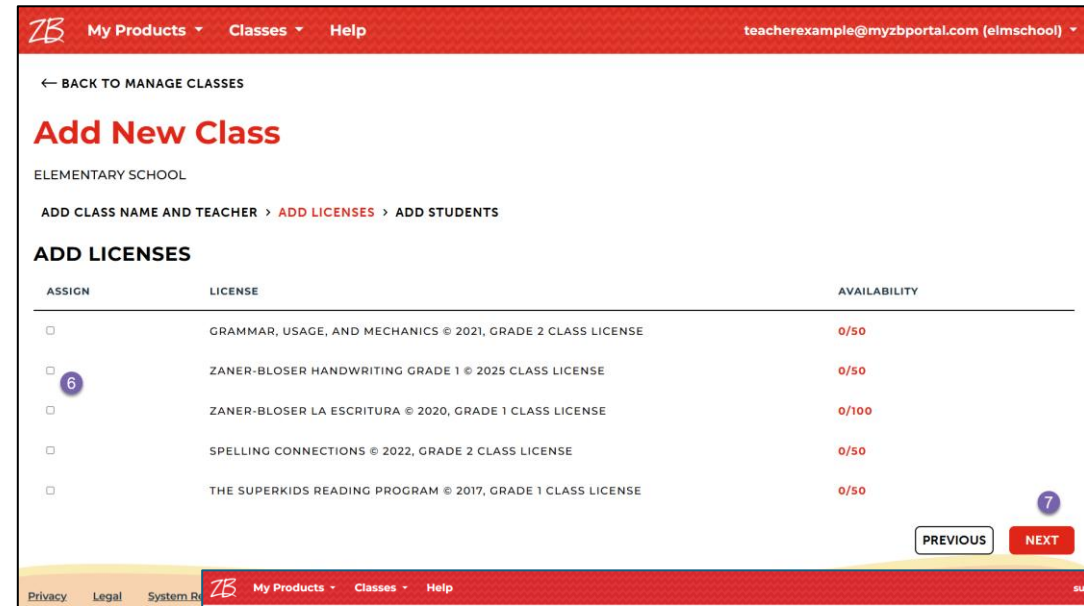 ZB My Products Classes Help teacherexample@myzbportal.com (elmschool)
← BACK TO MANAGE CLASSES
Add New Class
ELEMENTARY SCHOOL
ADD CLASS NAME AND TEACHER > ADD LICENSES > ADD STUDENTS
ADD LICENSES
ASSIGN LICENSE AVAILABILITY
GRAMMAR, USAGE, AND MECHANICS © 2021, GRADE 2 CLASS LICENSE 0/50
6 ZANER-BLOSER HANDWRITING GRADE 1 © 2025 CLASS LICENSE 0/50
ZANER-BLOSER LA ESCRITURA © 2020, GRADE 1 CLASS LICENSE 0/100
SPELLING CONNECTIONS © 2022, GRADE 2 CLASS LICENSE 0/50
THE SUPERKIDS READING PROGRAM © 2017, GRADE 1 CLASS LICENSE 0/50
7
PREVIOUS NEXT
Privacy Legal System Re
ZB My Products Classes Help su